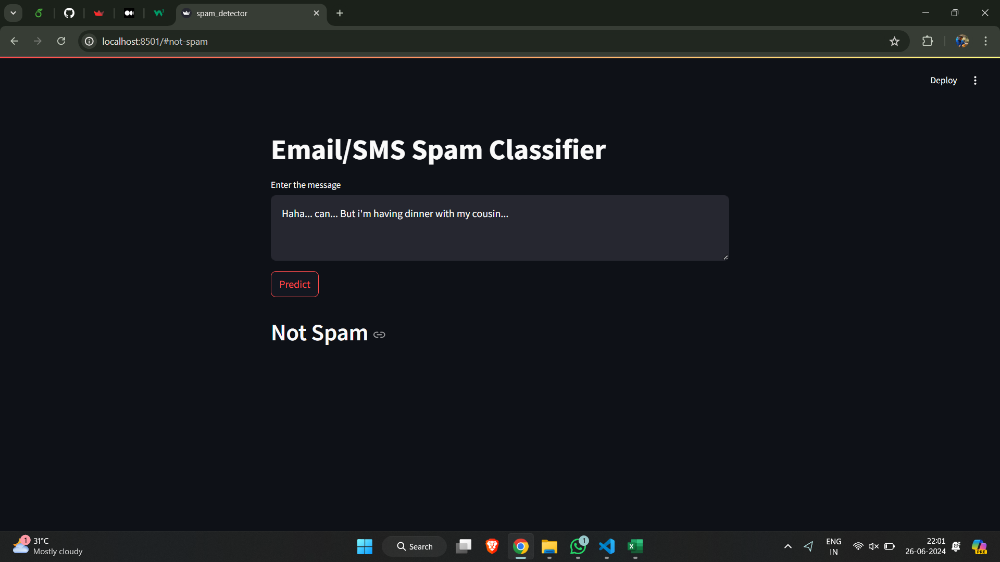 spam_detector
localhost:8501/#not-spam
Deploy
Email/SMS Spam Classifier
Enter the message
Haha... can... But i'm having dinner with my cousin...
Predict
Not Spam
1
31°C
Mostly cloudy
Search
1
ENG
IN
22:01
26-06-2024
PRE